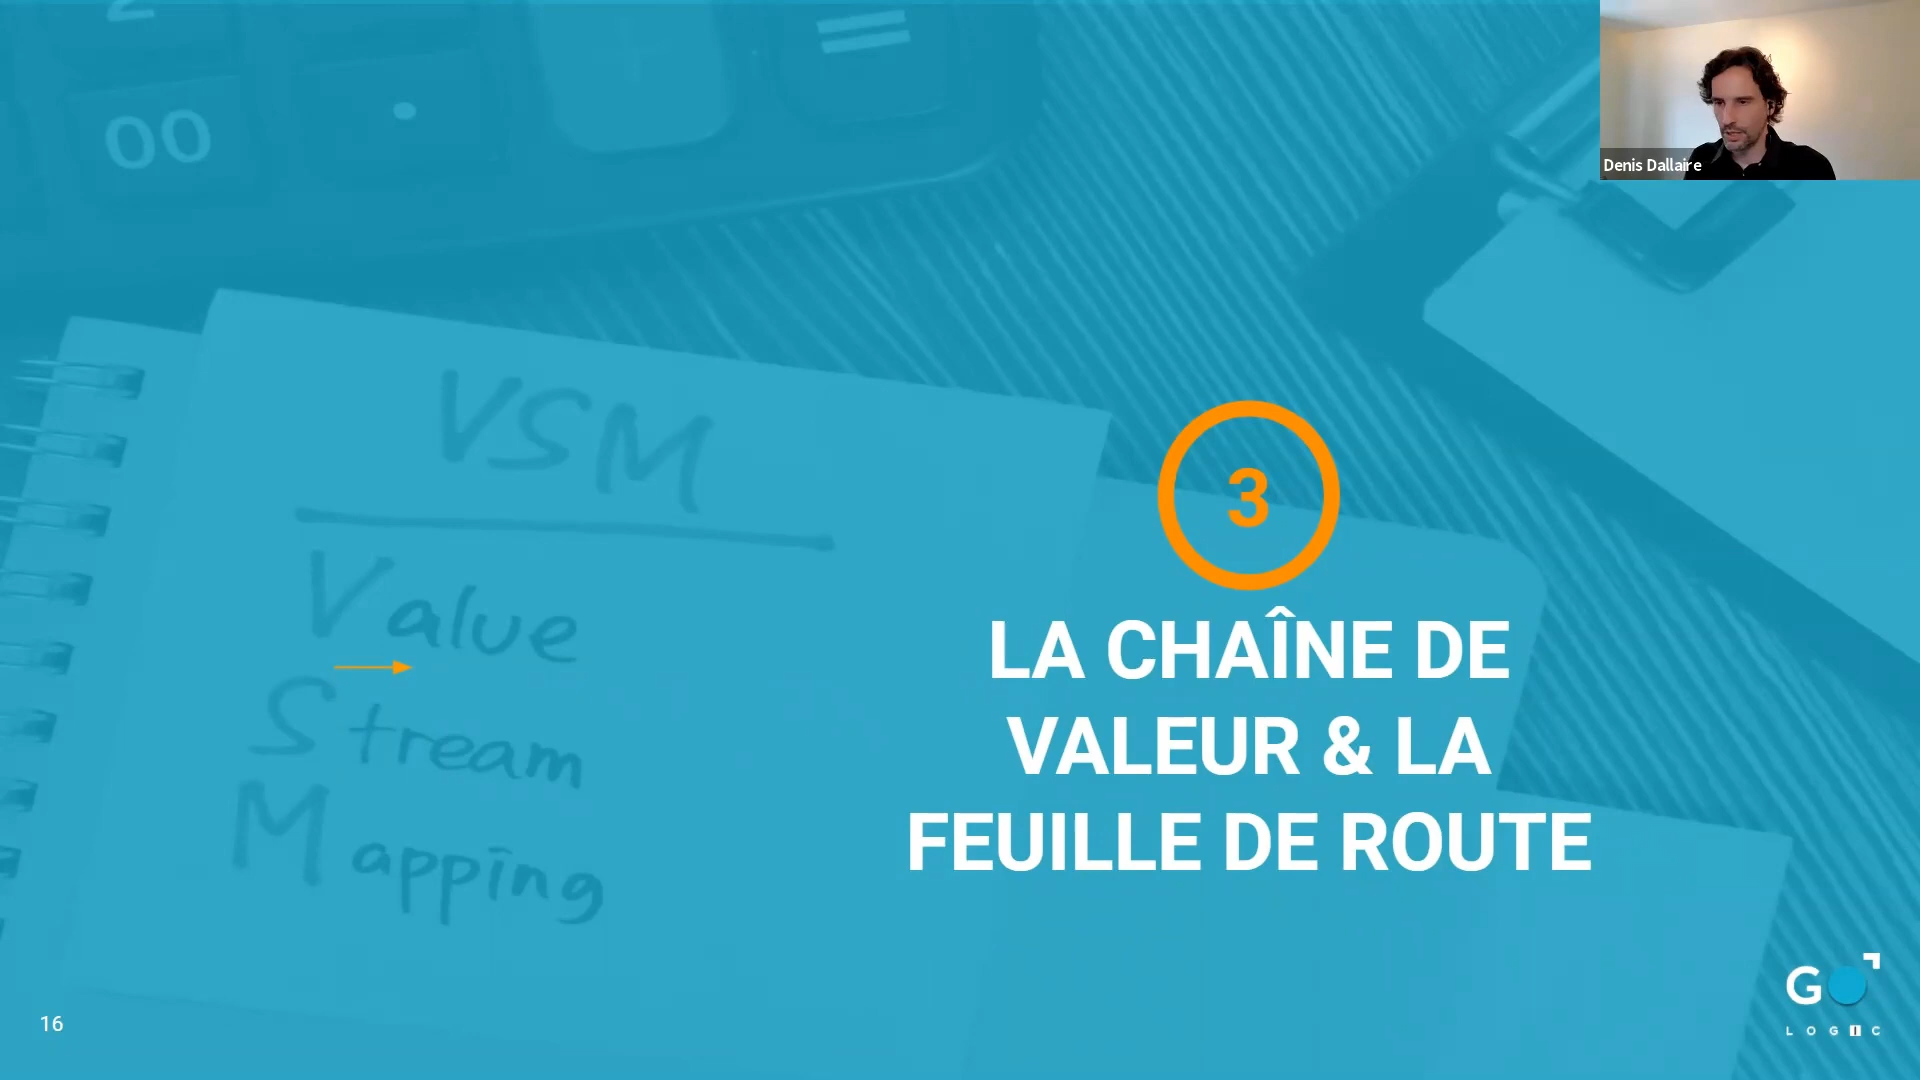 2
00
.
=
Denis Dallaire
VSM
Value
Stream
Mapping
3
LA CHAÎNE DE
VALEUR & LA
FEUILLE DE ROUTE
16
GO
LOGIC